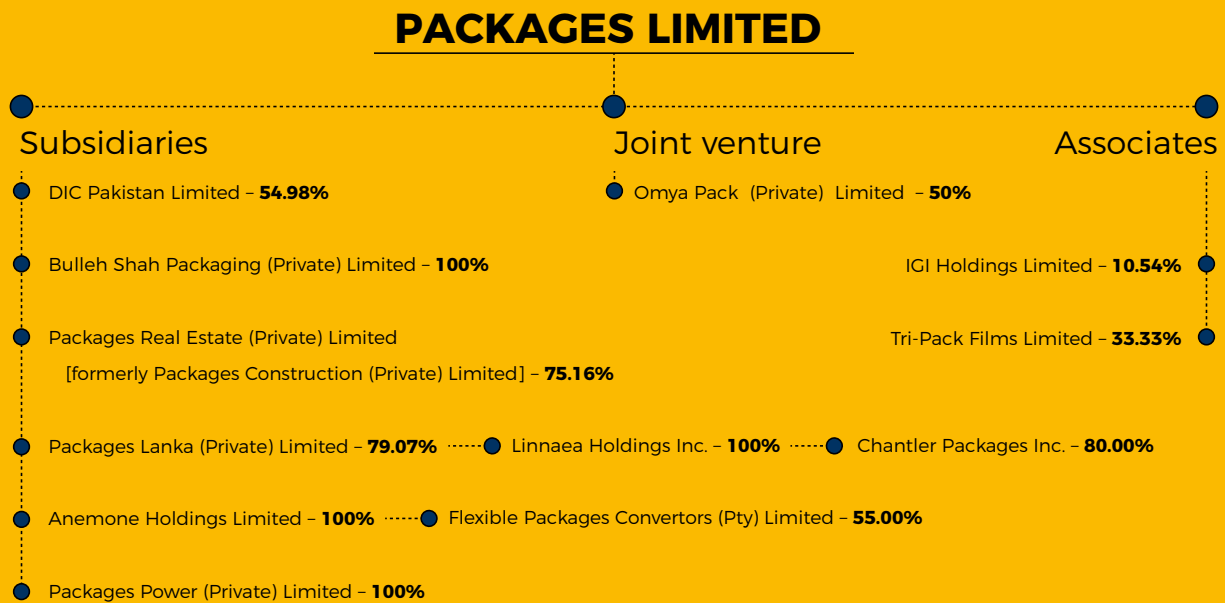 PACKAGES LIMITED
Subsidiaries
DIC Pakistan Limited – 54.98%
Bulleh Shah Packaging (Private) Limited – 100%
Packages Real Estate (Private) Limited
[formerly Packages Construction (Private) Limited] – 75.16%
Packages Lanka (Private) Limited – 79.07%
Linnaea Holdings Inc. – 100%
Chantler Packages Inc. – 80.00%
Anemone Holdings Limited – 100%
Flexible Packages Convertors (Pty) Limited – 55.00%
Packages Power (Private) Limited – 100%
Joint venture
Omya Pack (Private) Limited – 50%
Associates
IGI Holdings Limited – 10.54%
Tri-Pack Films Limited – 33.33%